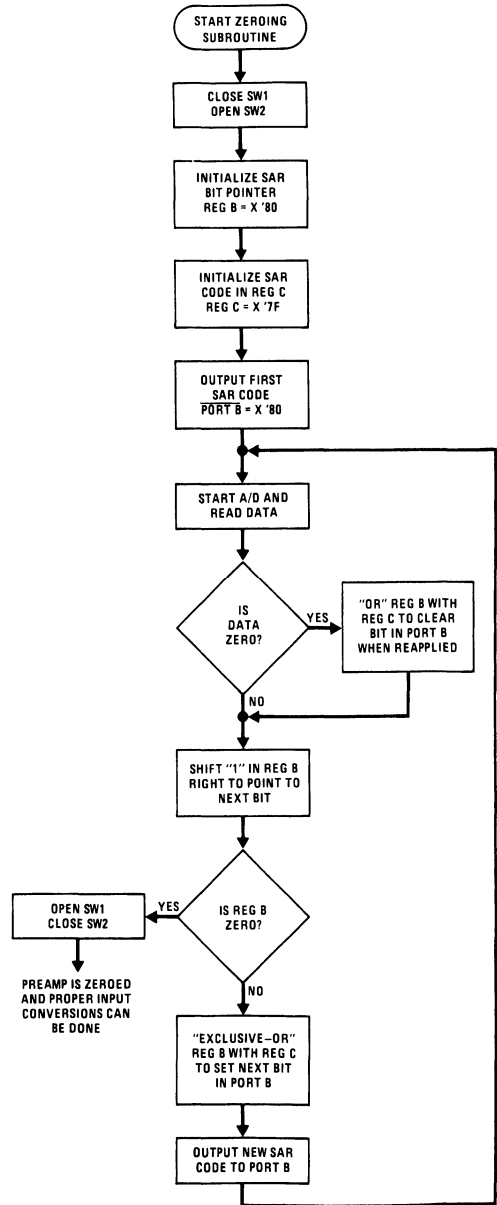 START ZEROING
SUBROUTINE
CLOSE SW1
OPEN SW2
INITIALIZE SAR
BIT POINTER
REG B = X '80
INITIALIZE SAR
CODE IN REG C
REG C = X '7F
OUTPUT FIRST
SAR CODE
PORT B = X '80
START A/D AND
READ DATA
IS
DATA
ZERO?
YES
"OR" REG B WITH
REG C TO CLEAR
BIT IN PORT B
WHEN REAPPLIED
NO
SHIFT "1" IN REG B
RIGHT TO POINT TO
NEXT BIT
IS REG B
ZERO?
YES
OPEN SW1
CLOSE SW2
PREAMP IS ZEROED
AND PROPER INPUT
CONVERSIONS CAN
BE DONE
NO
"EXCLUSIVE-OR"
REG B WITH REG C
TO SET NEXT BIT
IN PORT B
OUTPUT NEW SAR
CODE TO PORT B